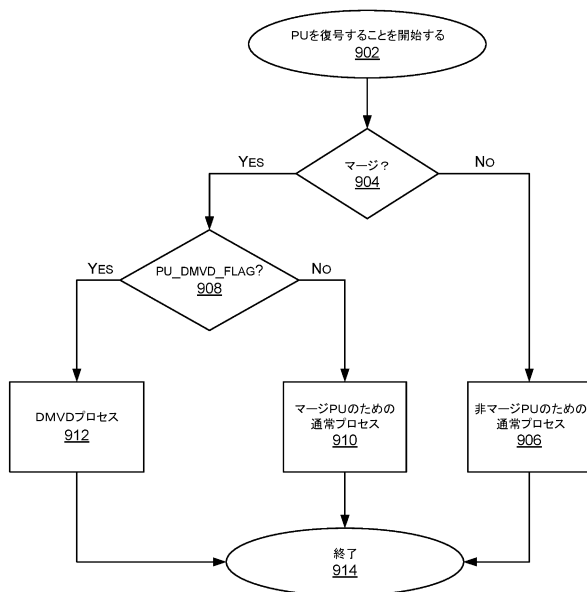 PUを復号することを開始する
902
マージ?
904
YES
NO
PU_DMVD_FLAG?
908
YES
NO
DMVDプロセス
912
マージPUのための
通常プロセス
910
非マージPUのための
通常プロセス
906
終了
914